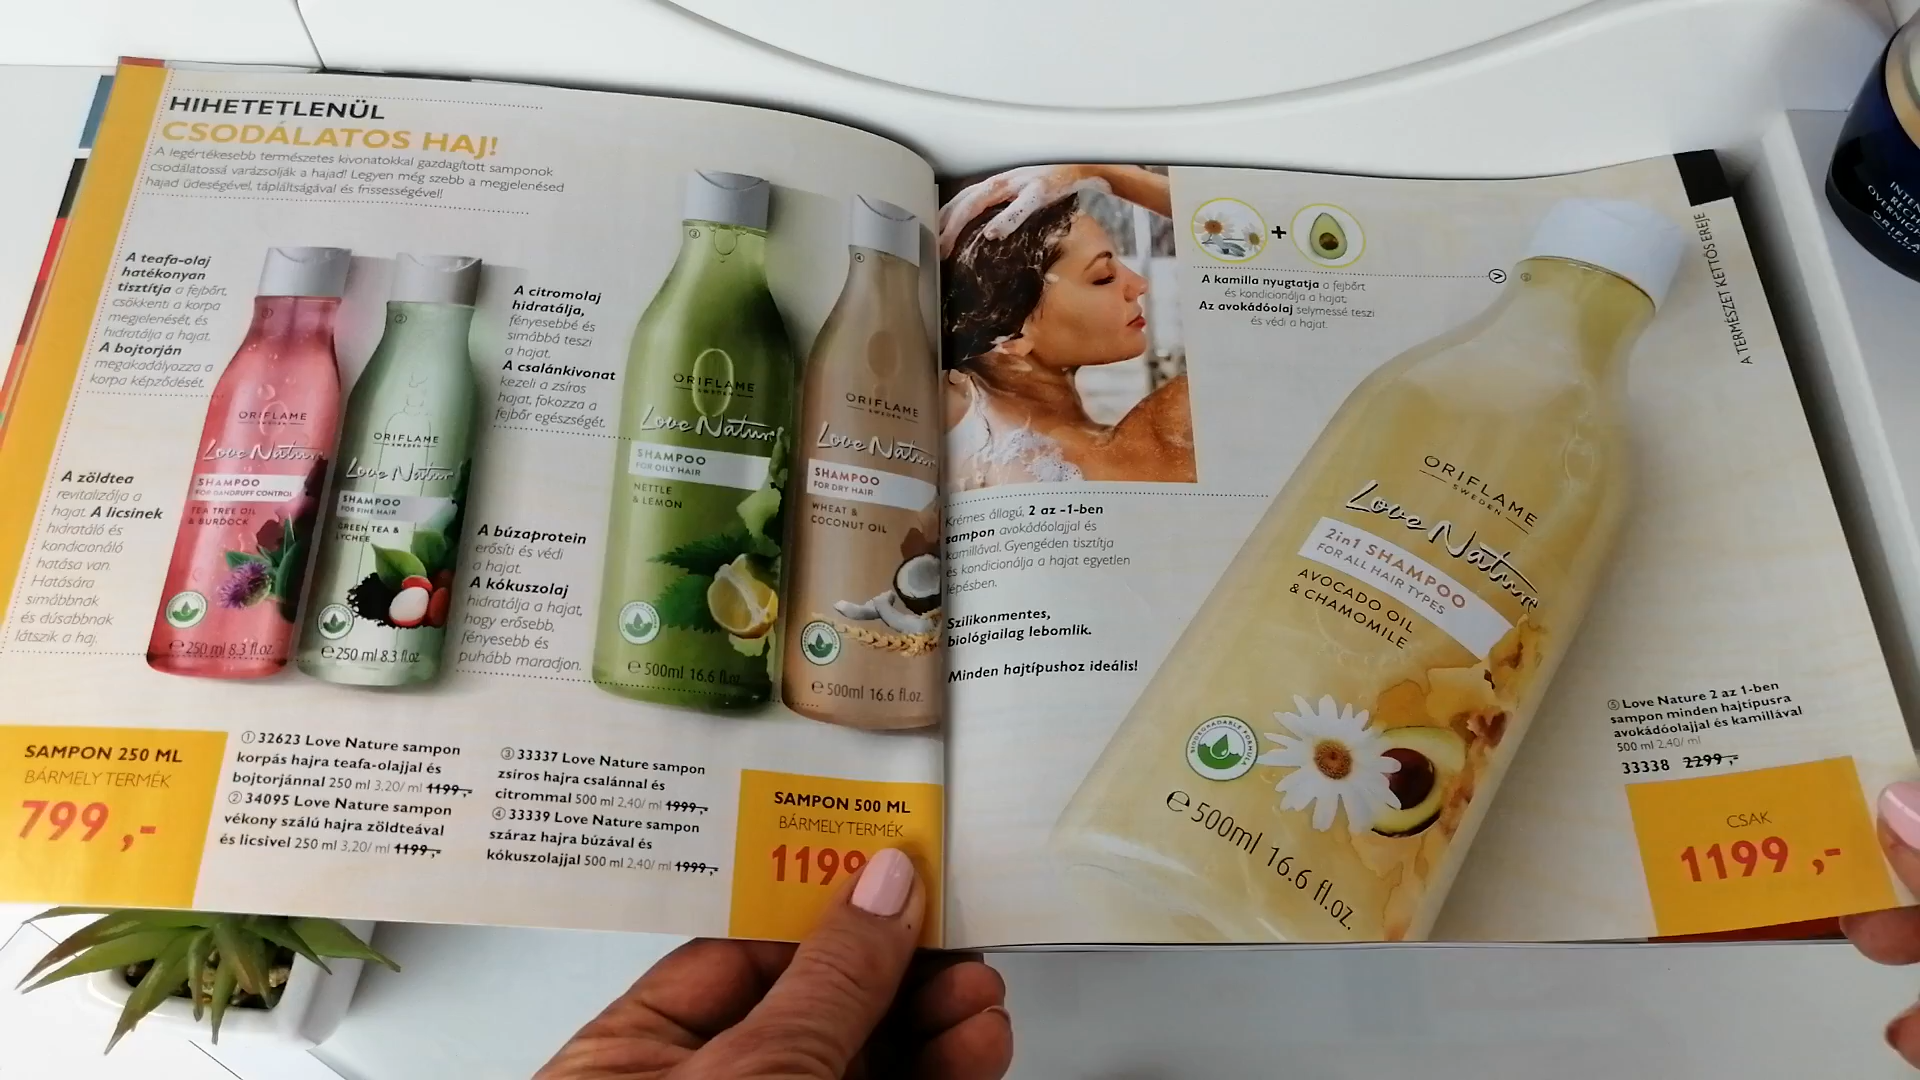 HIHETETLENÜL
CSODÁLATOS HAJ!
A legértékesebb természetes kivonatokkal gazdagított samponok
csodálatossá varázsolják a hajad! Legyen még szebb a megjelenésed
hajad üdeségével, tápláltságával és frissességével!
A teafa-olaj
hatékonyan
tisztítja a fejbőrt,
csökkenti a korpa
megjelenését, és
hidratálja a hajat.
A bojtorján
megakadályozza a
korpa képződését.
A zöldtea
revitalizálja a
hajat. A licsinek
hidratáló és
kondicionáló
hatása van.
Hatására
simábbnak
és dúsabbnak
látszik a haj.
①
ORIFLAME
SWEDEN
Love Nature
SHAMPOO
FOR DANDRUFF CONTROL
TEA TREE OIL
& BURDOCK
℮250 ml 8.3 fl.oz.
②
ORIFLAME
SWEDEN
Love Nature
SHAMPOO
FOR FINE HAIR
GREEN TEA &
LYCHEE
℮250 ml 8.3 fl.oz
A citromolaj
hidratálja,
fényesebbé és
simábbá teszi
a hajat.
A csalánkivonat
kezeli a zsíros
hajat, fokozza a
fejbőr egészségét.
A búzaprotein
erősíti és védi
a hajat.
A kókuszolaj
hidratálja a hajat,
hogy erősebb,
fényesebb és
puhább maradjon.
③
ORIFLAME
SWEDEN
Love Nature
SHAMPOO
FOR OILY HAIR
NETTLE
& LEMON
℮500ml 16.6 fl.oz.
④
ORIFLAME
SWEDEN
Love Nature
SHAMPOO
FOR DRY HAIR
WHEAT &
COCONUT OIL
℮500ml 16.6 fl.oz.
SAMPON 250 ML
BÁRMELY TERMÉK
799 ,-
① 32623 Love Nature sampon
korpás hajra teafa-olajjal és
bojtorjánnal 250 ml 3,20/ ml 1199,-
② 34095 Love Nature sampon
vékony szálú hajra zöldteával
és licsivel 250 ml 3,20/ ml 1199,-
③ 33337 Love Nature sampon
zsíros hajra csalánnal és
citrommal 500 ml 2,40/ ml 1999,-
④ 33339 Love Nature sampon
száraz hajra búzával és
kókuszolajjal 500 ml 2,40/ ml 1999,-
SAMPON 500 ML
BÁRMELY TERMÉK
1199
+
A kamilla nyugtatja a fejbőrt
és kondicionálja a hajat.
Az avokádóolaj selymessé teszi
és védi a hajat.
Krémes állagú, 2 az -1-ben
sampon avokádóolajjal és
kamillával. Gyengéden tisztítja
és kondicionálja a hajat egyetlen
lépésben.
Szilikonmentes,
biológiailag lebomlik.
Minden hajtípushoz ideális!
⑤
ORIFLAME
SWEDEN
Love Nature
2in1 SHAMPOO
FOR ALL HAIR TYPES
AVOCADO OIL
& CHAMOMILE
BIODEGRADABLE FORMULA
℮500ml 16.6 fl.oz.
A TERMÉSZET KETTŐS EREJE
⑤ Love Nature 2 az 1-ben
sampon minden hajtípusra
avokádóolajjal és kamillával
500 ml 2,40/ ml
33338 2299,-
CSAK
1199 ,-